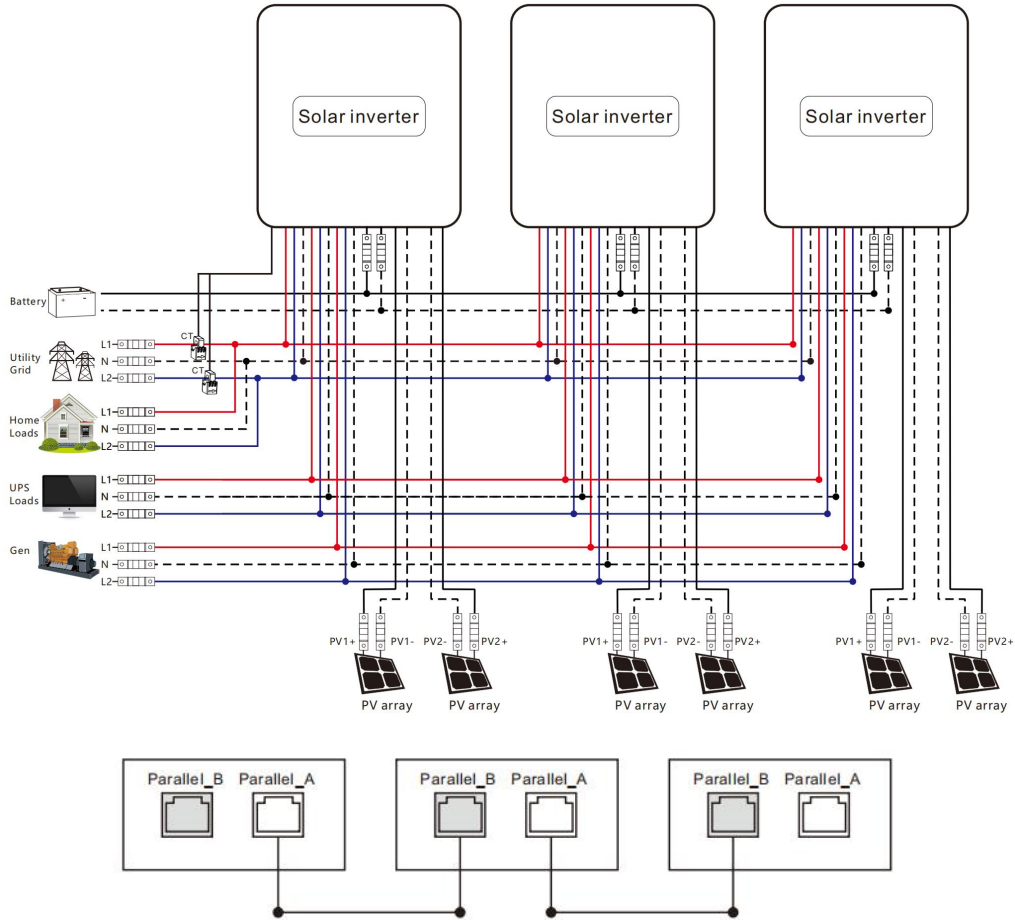 Solar inverter
Solar inverter
Solar inverter
Battery
CT
L1
Utility
Grid
N
CT
L2
L1
Home
Loads
N
L2
L1
UPS
Loads
N
L2
L1
Gen
N
L2
PV1+ PV1- PV2- PV2+
PV1+ PV1- PV2- PV2+
PV1+ PV1- PV2- PV2+
PV array PV array
PV array PV array
PV array PV array
Parallel_B Parallel_A
Parallel_B Parallel_A
Parallel_B Parallel_A